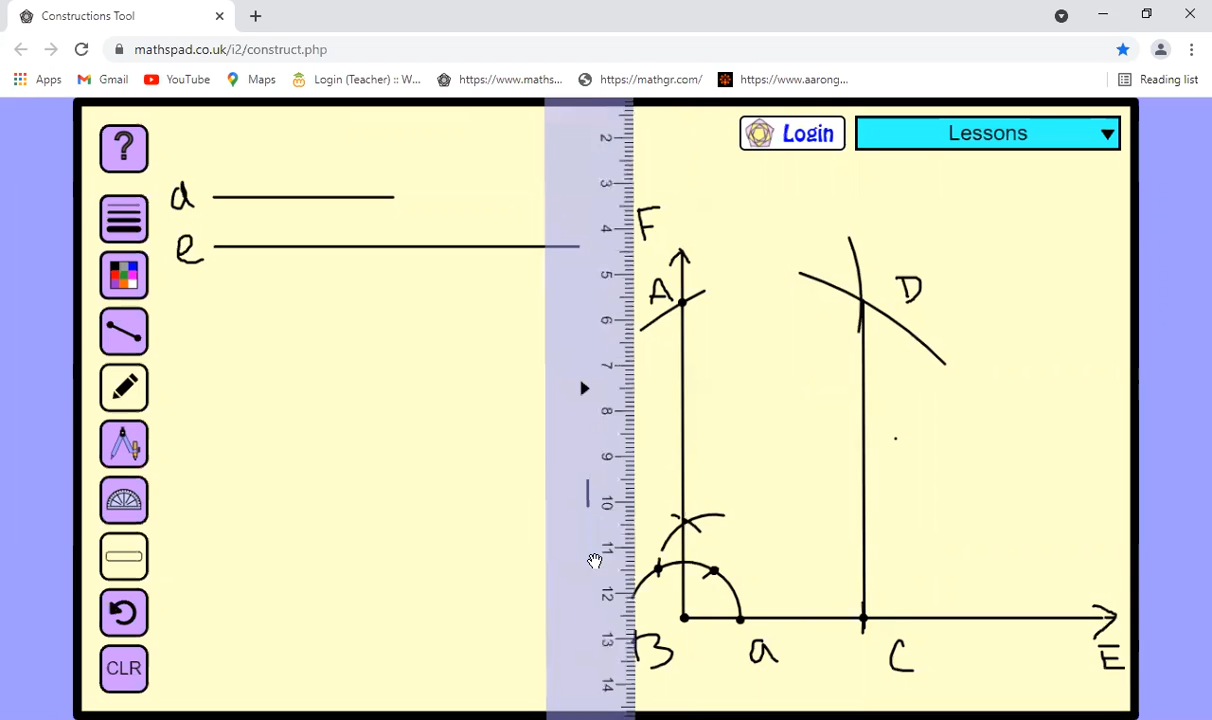 Constructions Tool
mathspad.co.uk/i2/construct.php
Apps Gmail YouTube Maps Login (Teacher) :: W... https://www.maths... https://mathgr.com/ https://www.aarong... Reading list
?
Login
Lessons
a
e
F
A
D
B a C E
2
3
4
5
6
7
8
9
10
11
12
13
14
CLR